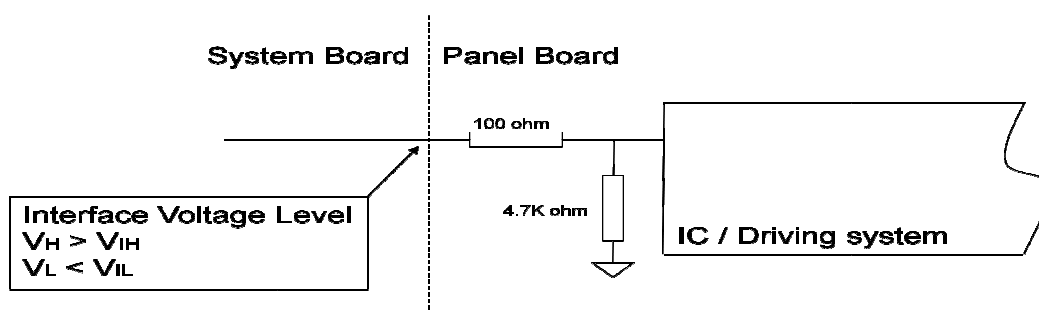 System Board
Panel Board
100 ohm
4.7K ohm
Interface Voltage Level
VH > VIH
VL < VIL
IC / Driving system